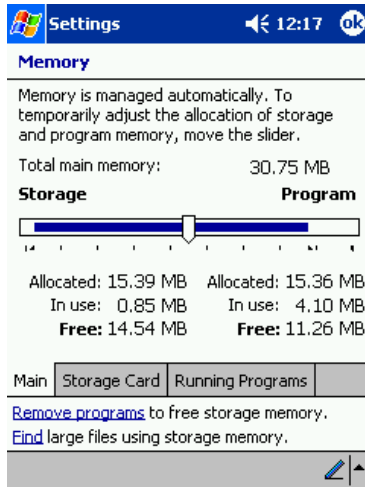 Settings 12:17 ok
Memory
Memory is managed automatically. To
temporarily adjust the allocation of storage
and program memory, move the slider.
Total main memory: 30.75 MB
Storage Program
Allocated: 15.39 MB Allocated: 15.36 MB
In use: 0.85 MB In use: 4.10 MB
Free: 14.54 MB Free: 11.26 MB
Main Storage Card Running Programs
Remove programs to free storage memory.
Find large files using storage memory.